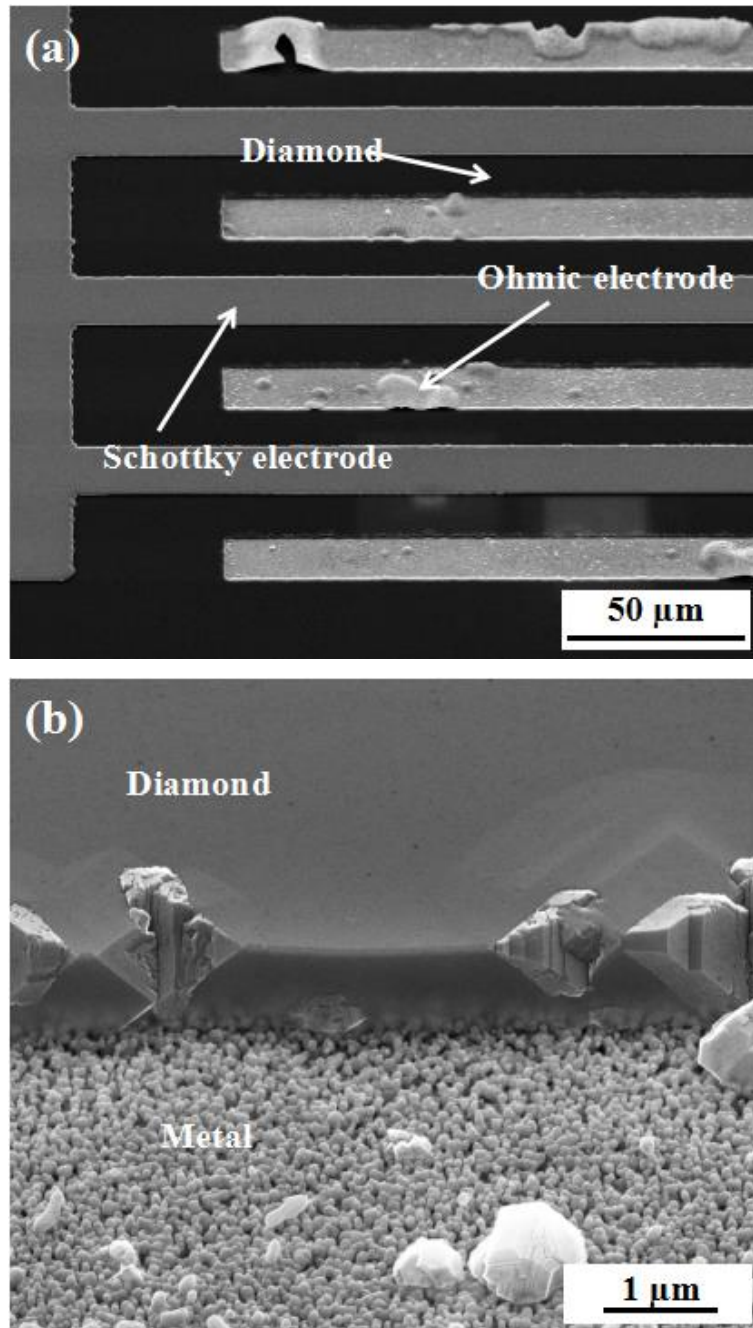 (a)
Diamond
Ohmic electrode
Schottky electrode
50 μm
(b)
Diamond
Metal
1 μm